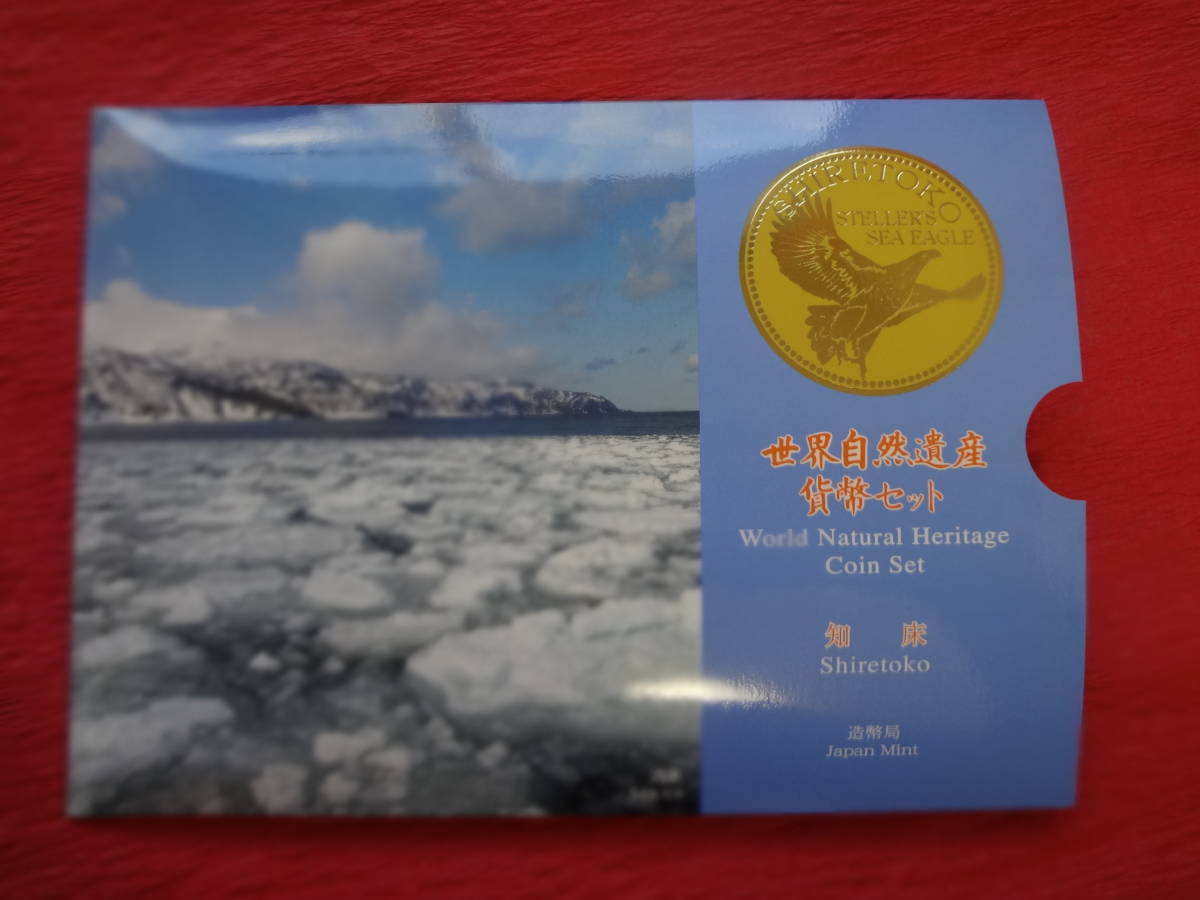 SHIRETOKO
STELLER'S
SEA EAGLE
世界自然遺産
貨幣セット
World Natural Heritage
Coin Set
知 床
Shiretoko
造幣局
Japan Mint